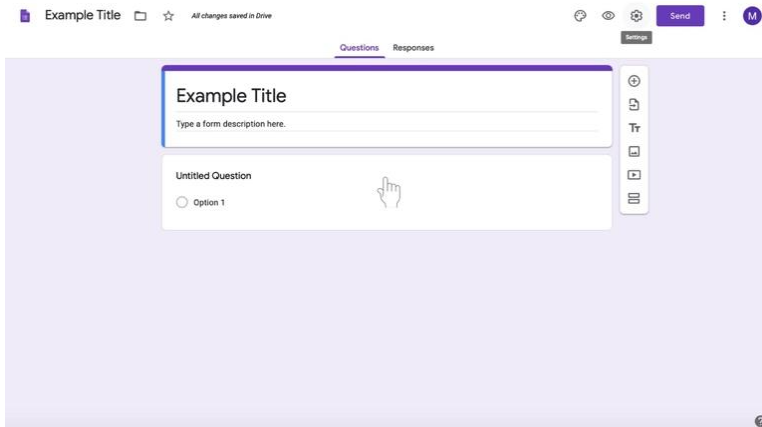 Example Title
All changes saved in Drive
Send
M
Settings
Questions Responses
Example Title
Type a form description here.
Tт
Untitled Question
Option 1
?